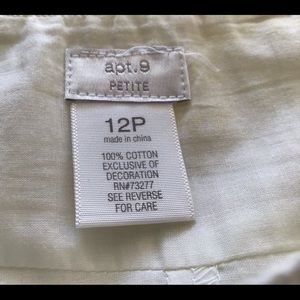 apt.9
PETITE
12P
made in china
100% COTTON
EXCLUSIVE OF
DECORATION
RN#73277
SEE REVERSE
FOR CARE